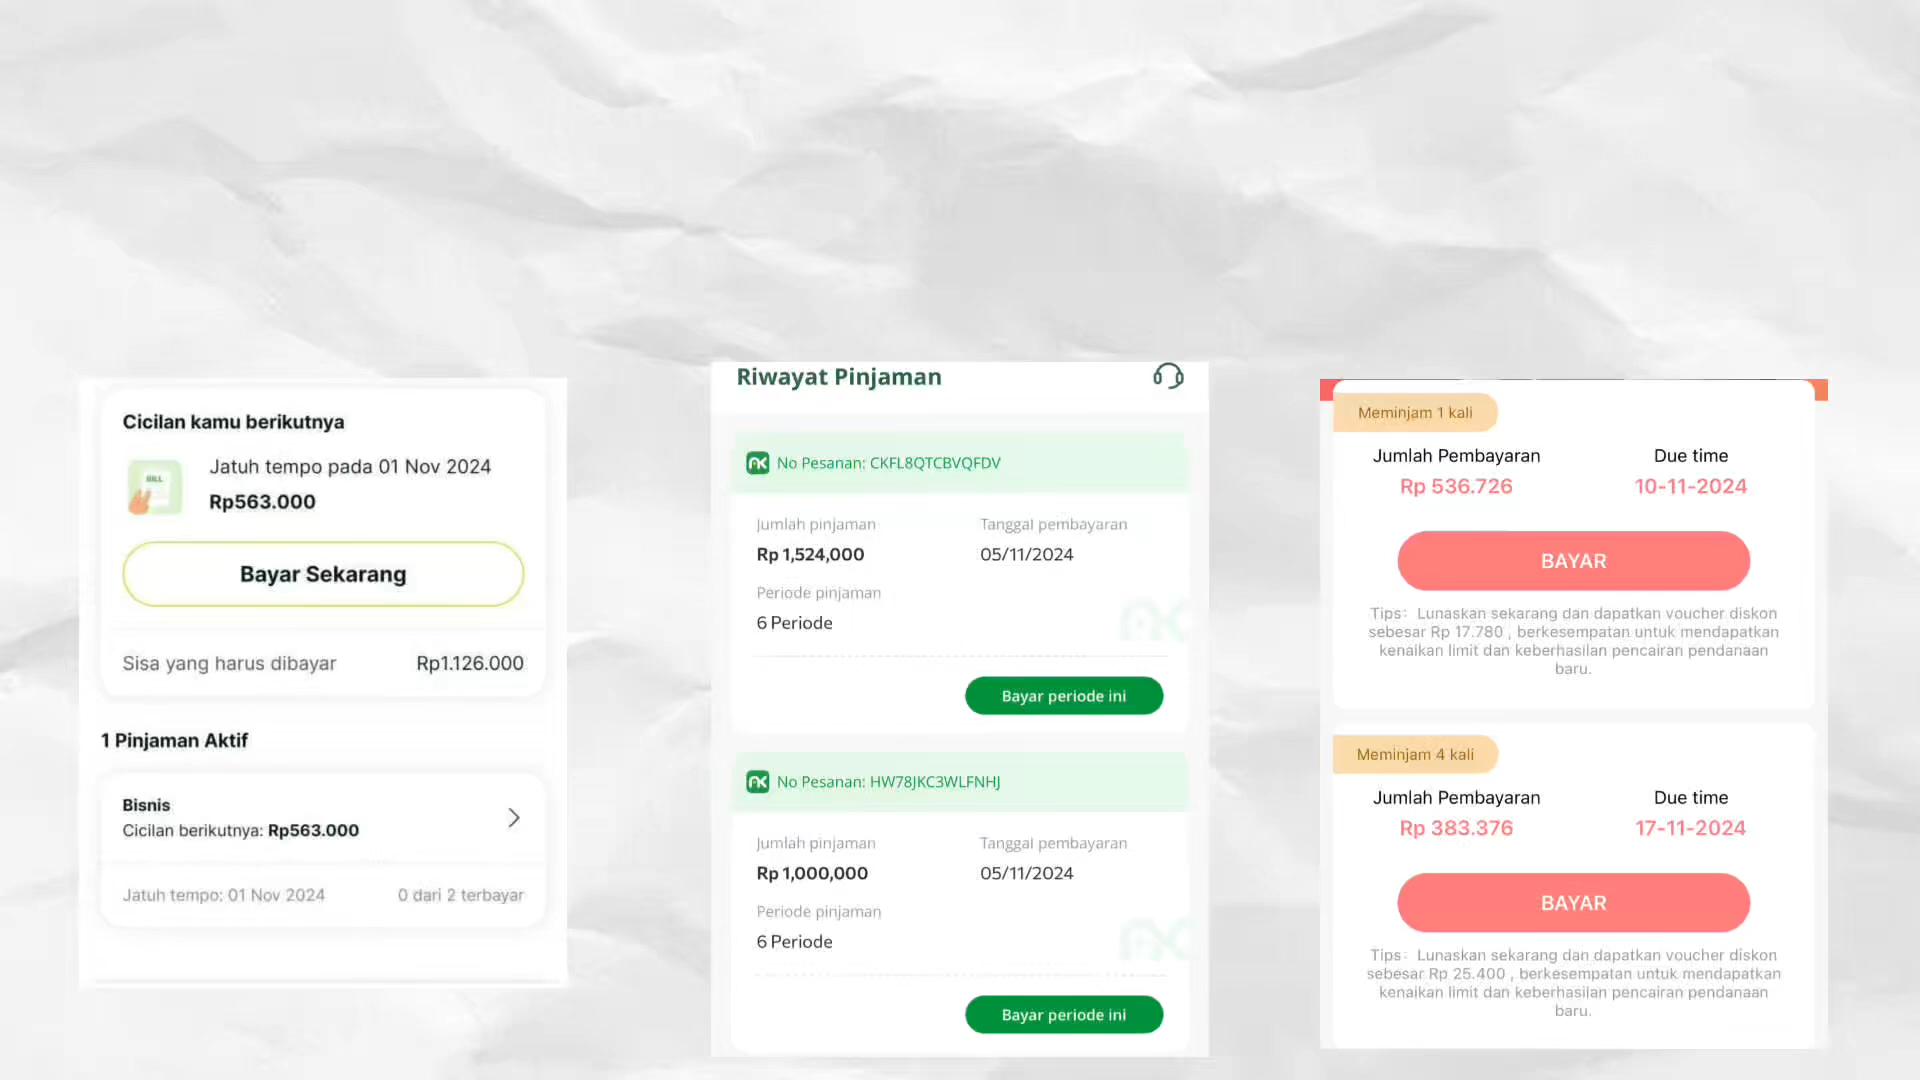 Cicilan kamu berikutnya
BILL
Jatuh tempo pada 01 Nov 2024
Rp563.000
Bayar Sekarang
Sisa yang harus dibayar Rp1.126.000
1 Pinjaman Aktif
Bisnis
Cicilan berikutnya: Rp563.000
Jatuh tempo: 01 Nov 2024 0 dari 2 terbayar
Riwayat Pinjaman
No Pesanan: CKFL8QTCBVQFDV
Jumlah pinjaman Tanggal pembayaran
Rp 1,524,000 05/11/2024
Periode pinjaman
6 Periode
Bayar periode ini
No Pesanan: HW78JKC3WLFNHJ
Jumlah pinjaman Tanggal pembayaran
Rp 1,000,000 05/11/2024
Periode pinjaman
6 Periode
Bayar periode ini
Meminjam 1 kali
Jumlah Pembayaran Due time
Rp 536.726 10-11-2024
BAYAR
Tips: Lunaskan sekarang dan dapatkan voucher diskon
sebesar Rp 17.780 , berkesempatan untuk mendapatkan
kenaikan limit dan keberhasilan pencairan pendanaan
baru.
Meminjam 4 kali
Jumlah Pembayaran Due time
Rp 383.376 17-11-2024
BAYAR
Tips: Lunaskan sekarang dan dapatkan voucher diskon
sebesar Rp 25.400 , berkesempatan untuk mendapatkan
kenaikan limit dan keberhasilan pencairan pendanaan
baru.